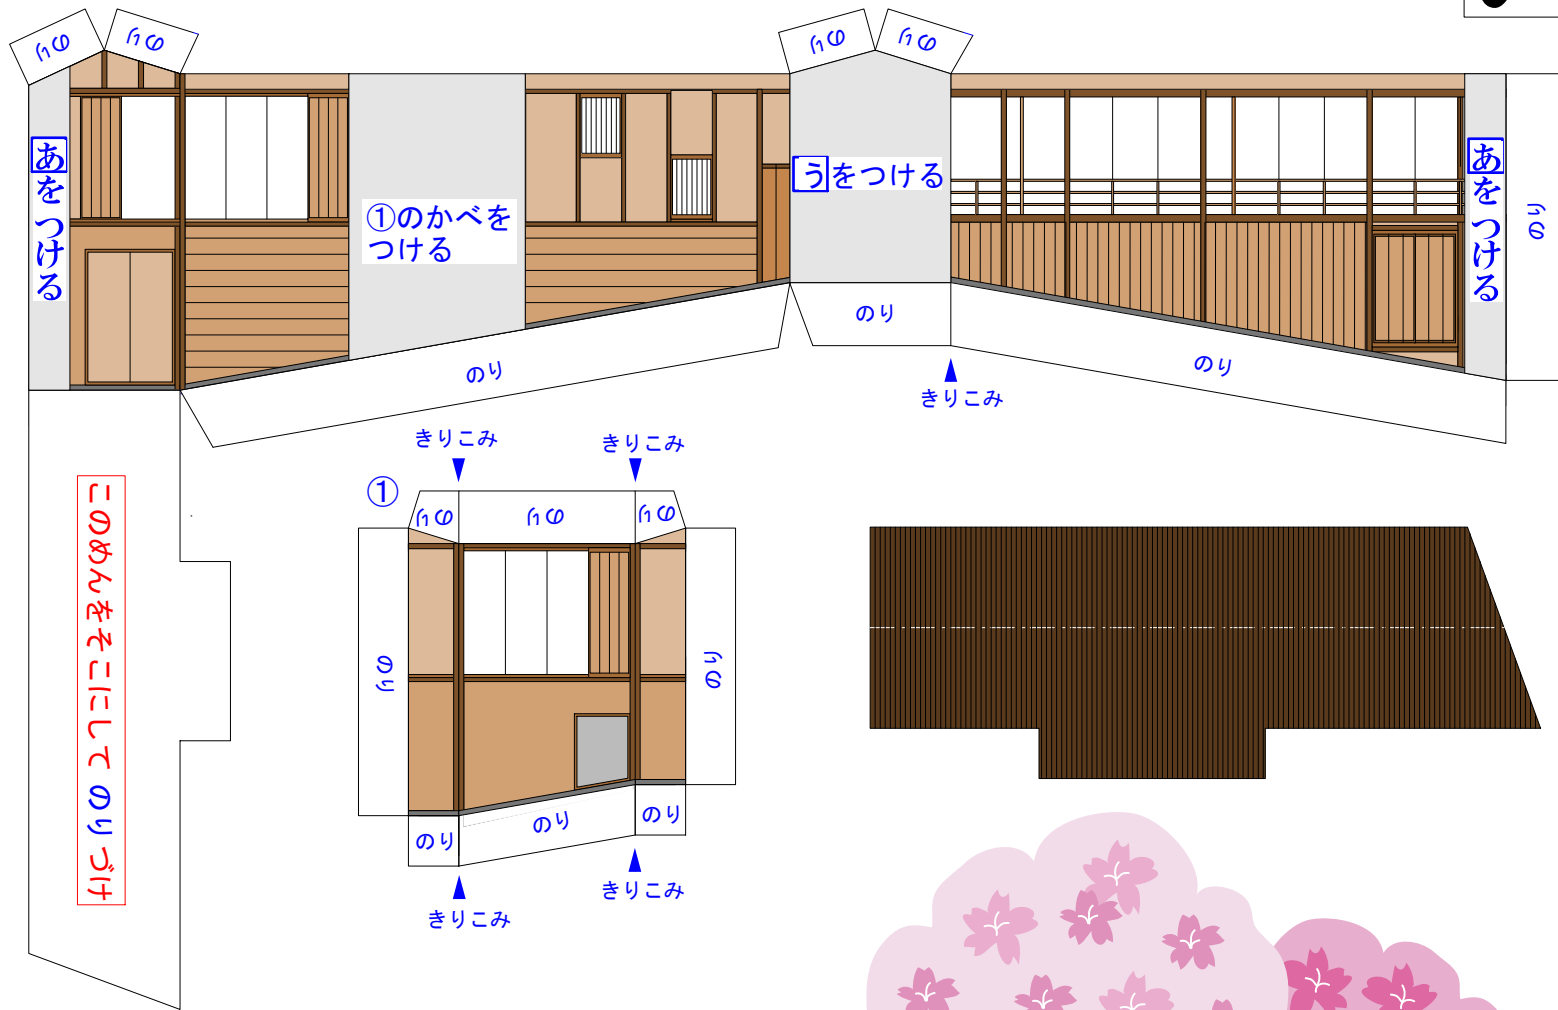 のり
のり
のり
のり
あをつける
①のかべを
つける
うをつける
あをつける
のり
のり
のり
のり
きりこみ
きりこみ
きりこみ
①
のり
のり
のり
のり
のり
のり
のり
のり
きりこみ
きりこみ
このめんをそこにして のりづけ